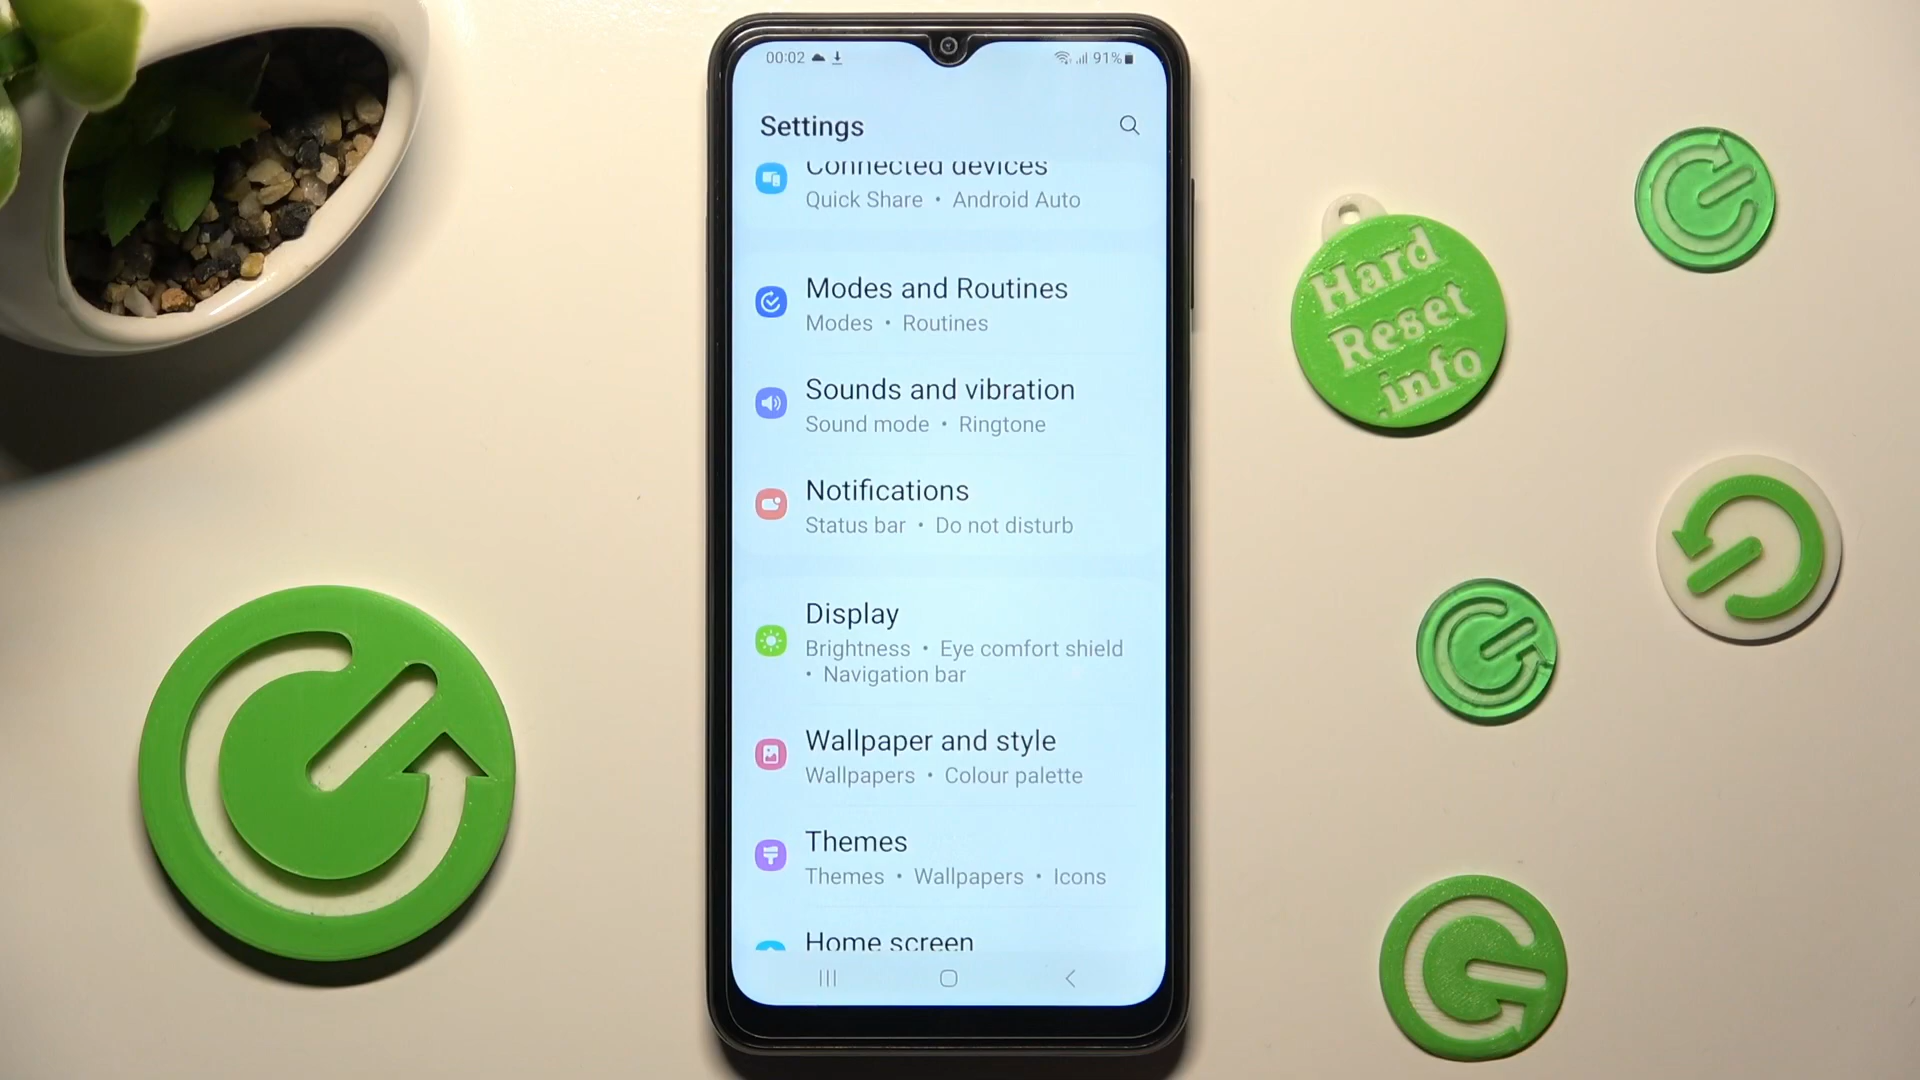 00:02
91%
Settings
Connected devices
Quick Share • Android Auto
Modes and Routines
Modes • Routines
Sounds and vibration
Sound mode • Ringtone
Notifications
Status bar • Do not disturb
Display
Brightness • Eye comfort shield
• Navigation bar
Wallpaper and style
Wallpapers • Colour palette
Themes
Themes • Wallpapers • Icons
Home screen
Hard
Reset
.info